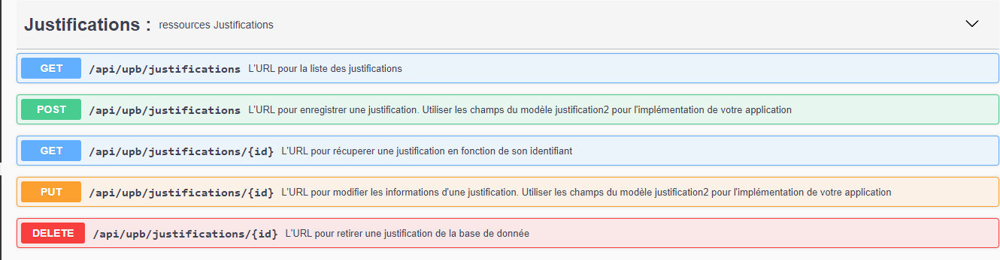 Justifications : ressources Justifications
GET /api/upb/justifications L'URL pour la liste des justifications
POST /api/upb/justifications L'URL pour enregistrer une justification. Utiliser les champs du modèle justification2 pour l'implémentation de votre application
GET /api/upb/justifications/{id} L'URL pour récuperer une justification en fonction de son identifiant
PUT /api/upb/justifications/{id} L'URL pour modifier les informations d'une justification. Utiliser les champs du modèle justification2 pour l'implémentation de votre application
DELETE /api/upb/justifications/{id} L'URL pour retirer une justification de la base de donnée